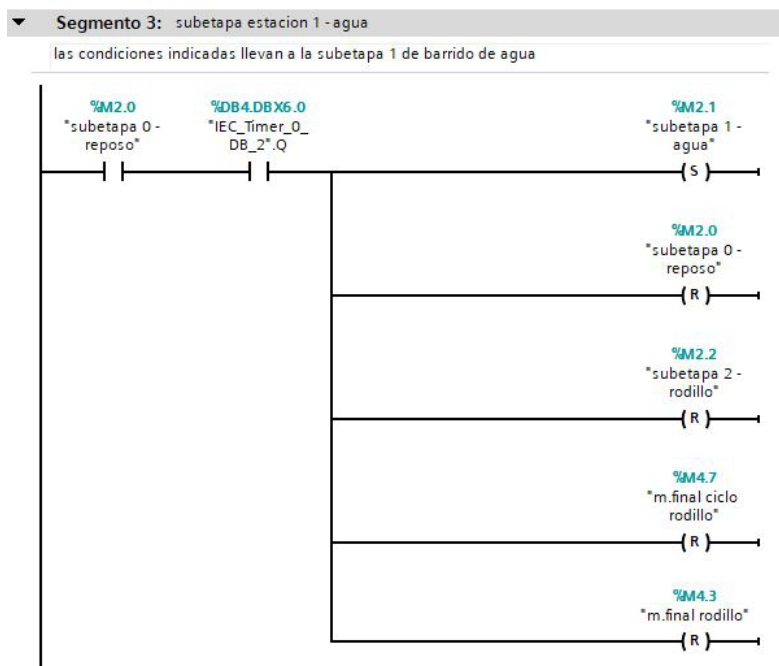 Segmento 3: subetapa estacion 1 - agua
las condiciones indicadas llevan a la subetapa 1 de barrido de agua
%M2.0
"subetapa 0 -
reposo"
%DB4.DBX6.0
"IEC_Timer_0_
DB_2".Q
%M2.1
"subetapa 1 -
agua"
S
%M2.0
"subetapa 0 -
reposo"
R
%M2.2
"subetapa 2 -
rodillo"
R
%M4.7
"m.final ciclo
rodillo"
R
%M4.3
"m.final rodillo"
R